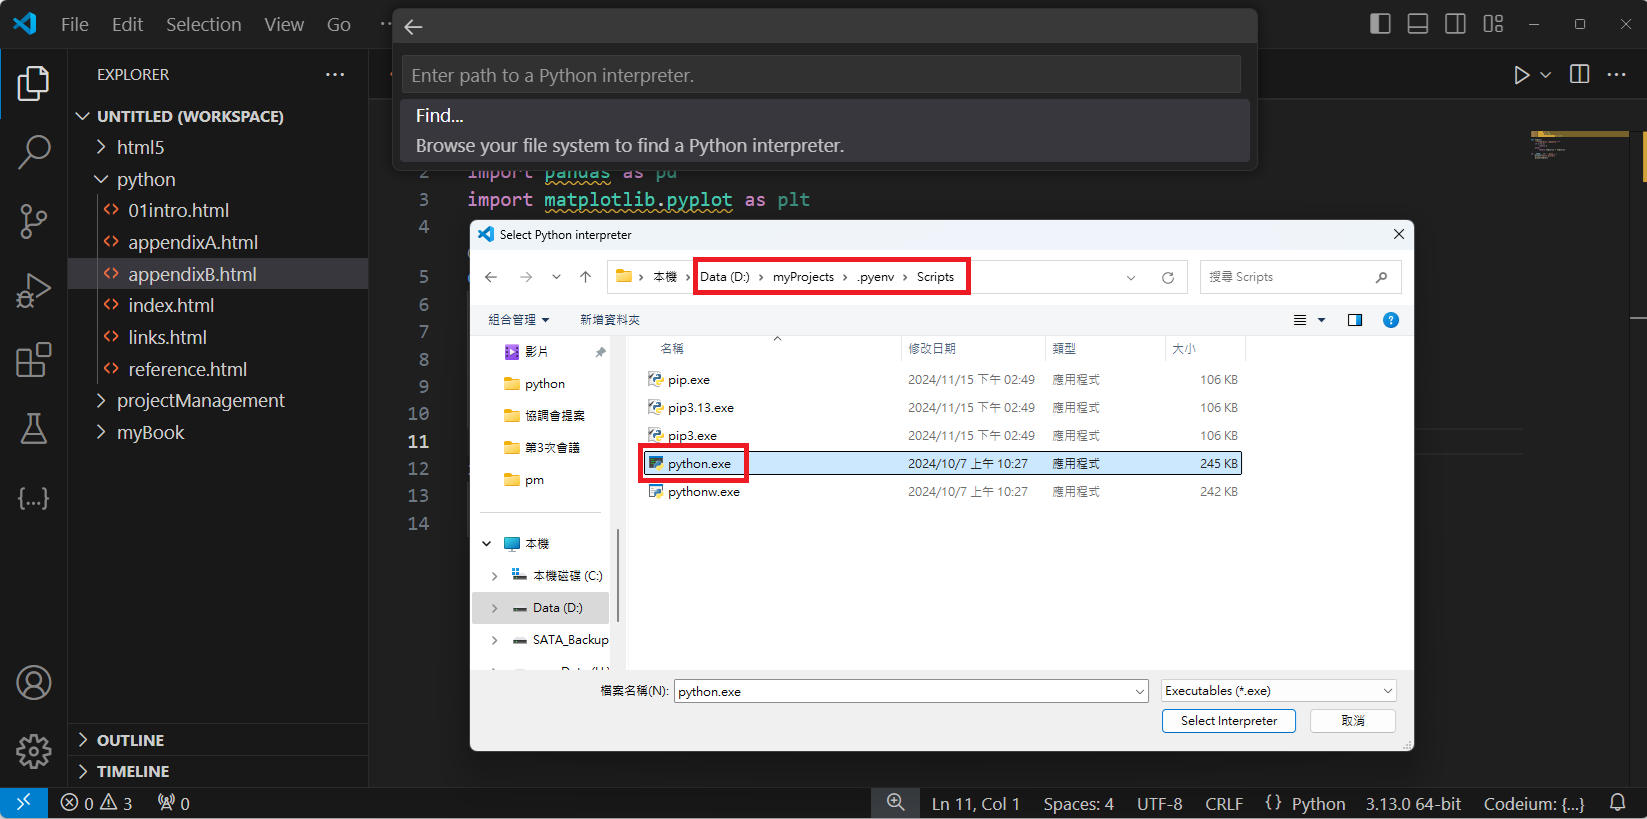 File Edit Selection View Go ···
Enter path to a Python interpreter.
Find...
Browse your file system to find a Python interpreter.
EXPLORER
UNTITLED (WORKSPACE)
html5
python
01intro.html
appendixA.html
appendixB.html
index.html
links.html
reference.html
projectManagement
myBook
OUTLINE
TIMELINE
2 import pandas as pd
3 import matplotlib.pyplot as plt
4
5
6
7
8
9
10
11
12
13
14
Select Python interpreter
本機 › Data (D:) › myProjects › .pyenv › Scripts
搜尋 Scripts
組合管理 新增資料夾
影片
python
協調會提案
第3次會議
pm
本機
本機磁碟 (C:)
Data (D:)
SATA_Backup
名稱 修改日期 類型 大小
pip.exe 2024/11/15 下午 02:49 應用程式 106 KB
pip3.13.exe 2024/11/15 下午 02:49 應用程式 106 KB
pip3.exe 2024/11/15 下午 02:49 應用程式 106 KB
python.exe 2024/10/7 上午 10:27 應用程式 245 KB
pythonw.exe 2024/10/7 上午 10:27 應用程式 242 KB
檔案名稱(N): python.exe Executables (*.exe)
Select Interpreter 取消
0 3 0 Ln 11, Col 1 Spaces: 4 UTF-8 CRLF {} Python 3.13.0 64-bit Codeium: {...}